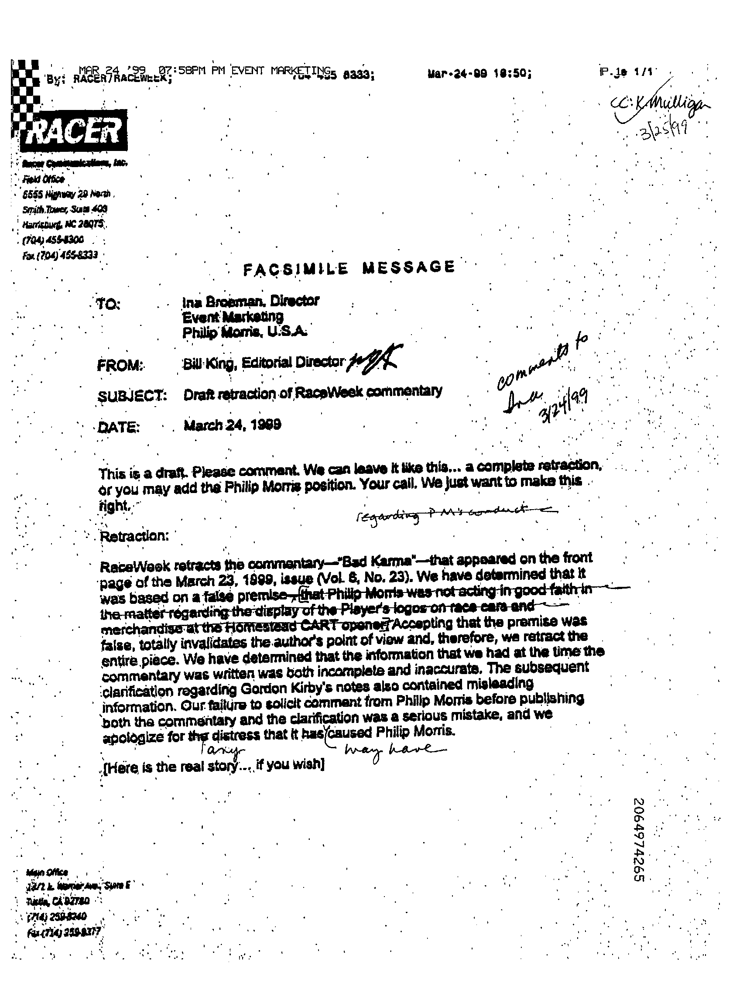 MAR 24 '99 07:58PM PM EVENT MARKETING
By: RACER/RACEWEEK; 704 455 8333; Mar-24-99 18:50; 1/1
CC: K Mulligan
3/25/99
RACER
Racer Communications, Inc.
Field Office
6555 Highway 29 North
Smith Tower, Suite 403
Harrisburg, NC 28075
(704) 455-8300
Fax (704) 455-8333
FACSIMILE MESSAGE
TO: Ina Broeman, Director
Event Marketing
Philip Morris, U.S.A.
FROM: Bill King, Editorial Director
comments to
Ina
3/24/99
SUBJECT: Draft retraction of RaceWeek commentary
DATE: March 24, 1999
This is a draft. Please comment. We can leave it like this... a complete retraction,
or you may add the Philip Morris position. Your call. We just want to make this
right.
regarding PM's conduct
Retraction:
RaceWeek retracts the commentary—"Bad Karma"—that appeared on the front
page of the March 23, 1999, issue (Vol. 6, No. 23). We have determined that it
was based on a false premise, that Philip Morris was not acting in good faith in
the matter regarding the display of the Player's logos on race cars and
merchandise at the Homestead CART opener. Accepting that the premise was
false, totally invalidates the author's point of view and, therefore, we retract the
entire piece. We have determined that the information that we had at the time the
commentary was written was both incomplete and inaccurate. The subsequent
clarification regarding Gordon Kirby's notes also contained misleading
information. Our failure to solicit comment from Philip Morris before publishing
both the commentary and the clarification was a serious mistake, and we
apologize for the distress that it has caused Philip Morris.
any may have
[Here is the real story... if you wish]
2064974265
Main Office
Suite E
Tustin, CA 92780
(714) 259-8240
Fax (714) 259-9377